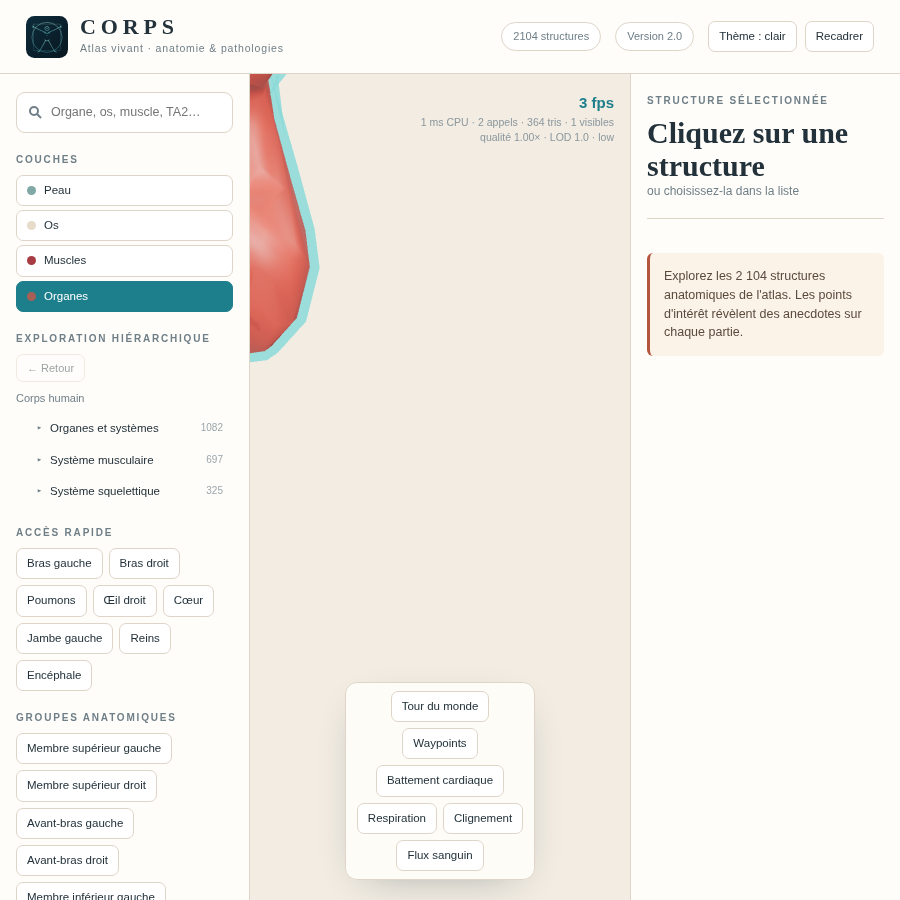 CORPS
Atlas vivant · anatomie & pathologies
2104 structures
Version 2.0
Thème : clair
Recadrer
Organe, os, muscle, TA2…
COUCHES
Peau
Os
Muscles
Organes
EXPLORATION HIÉRARCHIQUE
← Retour
Corps humain
Organes et systèmes 1082
Système musculaire 697
Système squelettique 325
ACCÈS RAPIDE
Bras gauche
Bras droit
Poumons
Œil droit
Cœur
Jambe gauche
Reins
Encéphale
GROUPES ANATOMIQUES
Membre supérieur gauche
Membre supérieur droit
Avant-bras gauche
Avant-bras droit
Membre inférieur gauche
3 fps
1 ms CPU · 2 appels · 364 tris · 1 visibles
qualité 1.00× · LOD 1.0 · low
Tour du monde
Waypoints
Battement cardiaque
Respiration
Clignement
Flux sanguin
STRUCTURE SÉLECTIONNÉE
Cliquez sur une
structure
ou choisissez-la dans la liste
Explorez les 2 104 structures
anatomiques de l'atlas. Les points
d'intérêt révèlent des anecdotes sur
chaque partie.